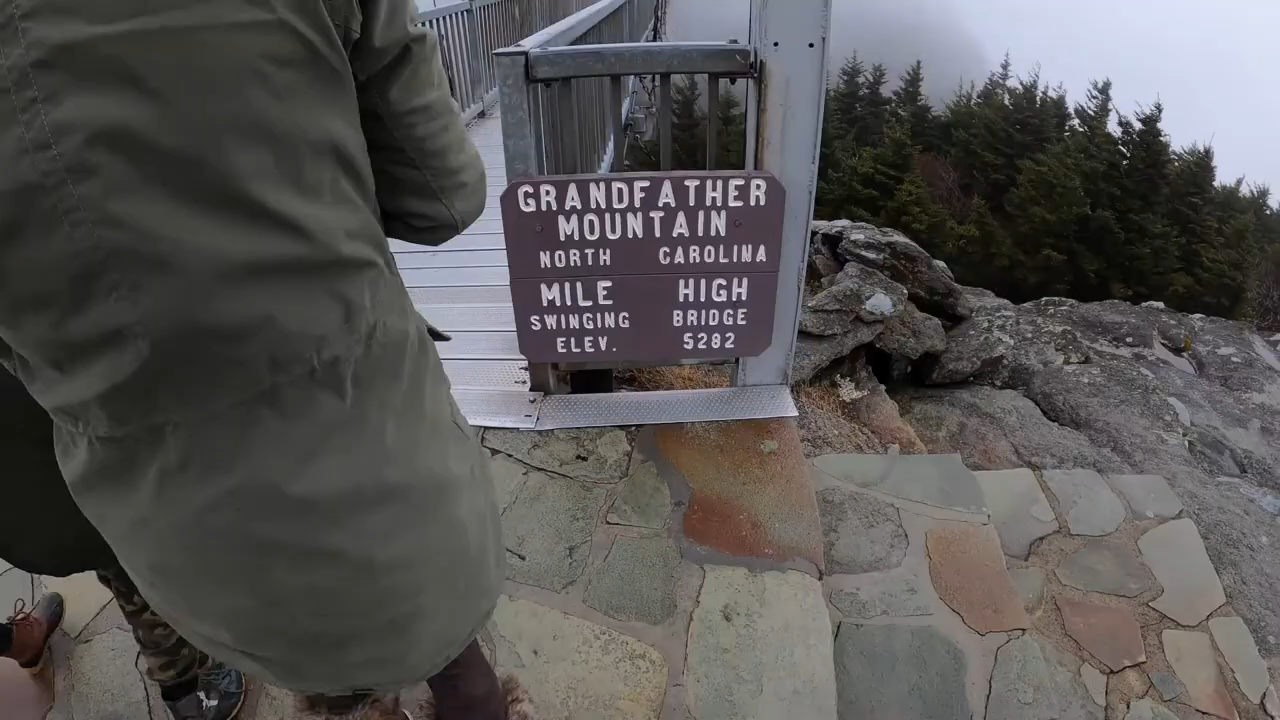 GRANDFATHER
MOUNTAIN
NORTH CAROLINA
MILE HIGH
SWINGING BRIDGE
ELEV. 5282